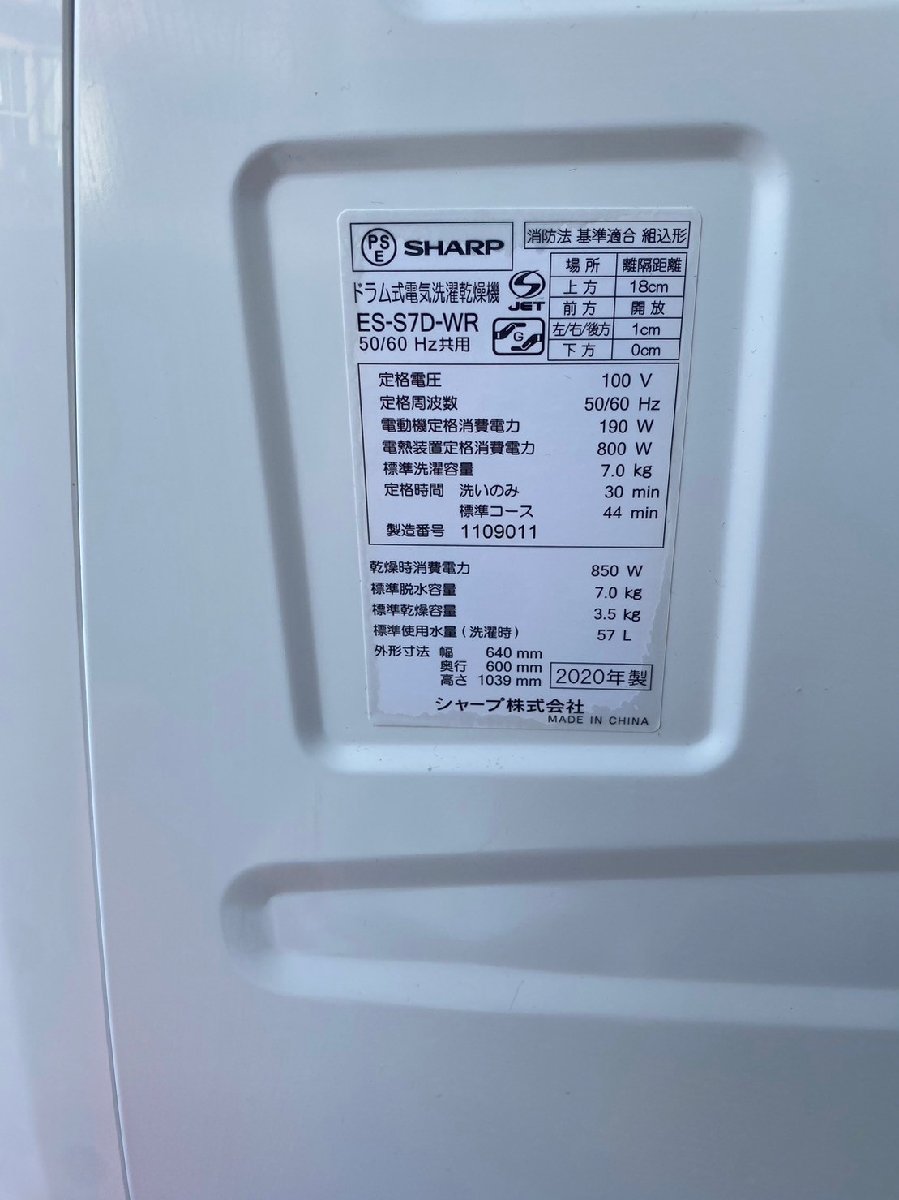 PS E SHARP
消防法 基準適合 組込形
ドラム式電気洗濯乾燥機
JET
ES-S7D-WR
50/60 Hz共用
G
場所 離隔距離
上方 18cm
前方 開放
左/右/後方 1cm
下方 0cm
定格電圧 100 V
定格周波数 50/60 Hz
電動機定格消費電力 190 W
電熱装置定格消費電力 800 W
標準洗濯容量 7.0 kg
定格時間 洗いのみ 30 min
標準コース 44 min
製造番号 1109011
乾燥時消費電力 850 W
標準脱水容量 7.0 kg
標準乾燥容量 3.5 kg
標準使用水量(洗濯時) 57 L
外形寸法 幅 640 mm
奥行 600 mm
高さ 1039 mm
2020年製
シャープ株式会社
MADE IN CHINA